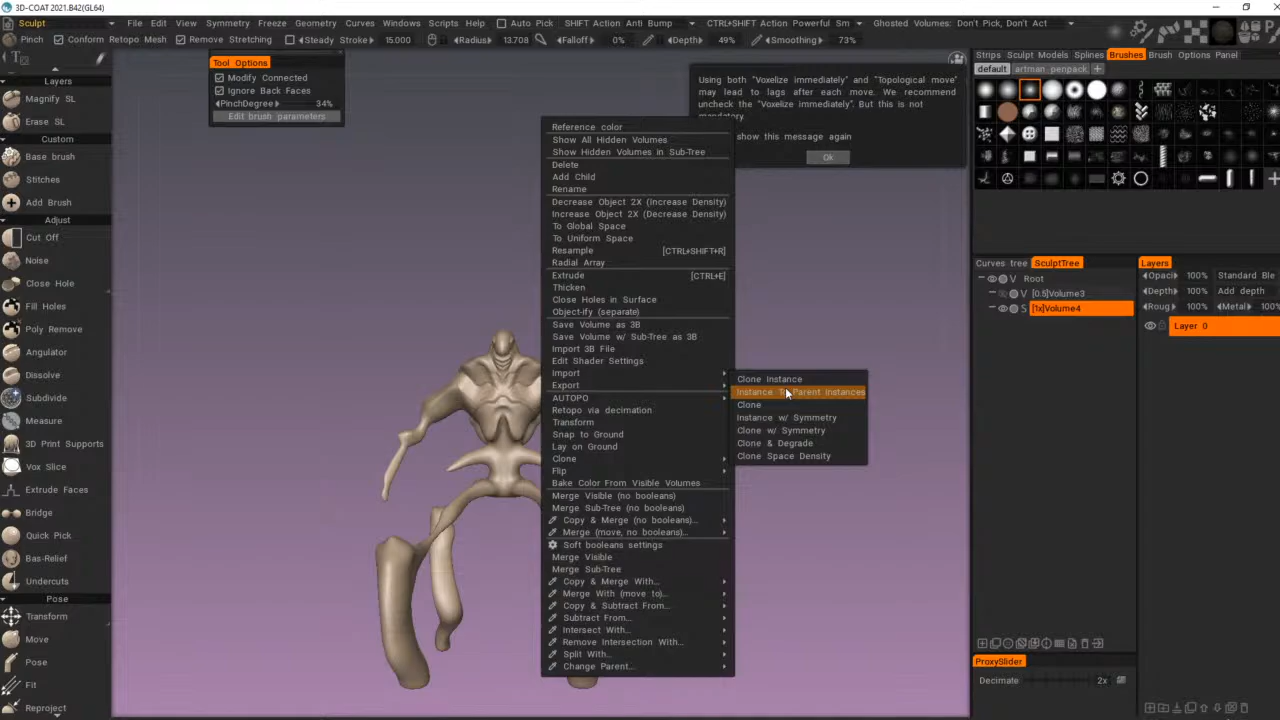 3D-COAT 2021.B42(GL64)
Sculpt File Edit View Symmetry Freeze Geometry Curves Windows Scripts Help Auto Pick SHIFT Action Anti Bump CTRL+SHIFT Action Powerful Sm Ghosted Volumes: Don't Pick, Don't Act
Pinch Conform Retopo Mesh Remove Stretching Steady Stroke 15.000 Radius 13.708 Falloff 0% Depth 49% Smoothing 73%
Layers
Magnify SL
Erase SL
Custom
Base brush
Stitches
Add Brush
Adjust
Cut Off
Noise
Close Hole
Fill Holes
Poly Remove
Angulator
Dissolve
Subdivide
Measure
3D Print Supports
Vox Slice
Extrude Faces
Bridge
Quick Pick
Bas-Relief
Undercuts
Pose
Transform
Move
Pose
Fit
Reproject
Tool Options
Modify Connected
Ignore Back Faces
PinchDegree 34%
Edit brush parameters
Using both "Voxelize immediately" and "Topological move"
may lead to lags after each move. We recommend
uncheck the "Voxelize immediately". But this is not
mandatory.
show this message again
Ok
Reference color
Show All Hidden Volumes
Show Hidden Volumes in Sub-Tree
Delete
Add Child
Rename
Decrease Object 2X (Increase Density)
Increase Object 2X (Decrease Density)
To Global Space
To Uniform Space
Resample [CTRL+SHIFT+R]
Radial Array
Extrude [CTRL+E]
Thicken
Close Holes in Surface
Object-ify (separate)
Save Volume as 3B
Save Volume w/ Sub-Tree as 3B
Import 3B File
Edit Shader Settings
Import
Export
AUTOPO
Retopo via decimation
Transform
Snap to Ground
Lay on Ground
Clone
Flip
Bake Color From Visible Volumes
Merge Visible (no booleans)
Merge Sub-Tree (no booleans)
Copy & Merge (no booleans)...
Merge (move, no booleans)...
Soft booleans settings
Merge Visible
Merge Sub-Tree
Copy & Merge With...
Merge With (move to)...
Copy & Subtract From...
Subtract From...
Intersect With...
Remove Intersection With...
Split With...
Change Parent...
Clone Instance
Instance To Parent Instances
Clone
Instance w/ Symmetry
Clone w/ Symmetry
Clone & Degrade
Clone Space Density
Strips Sculpt Models Splines Brushes Brush Options Panel
default artman penpack +
Curves tree SculptTree
V Root
V [0.5]Volume3
S [1x]Volume4
Layers
Opaci 100% Standard Ble
Depth 100% Add depth
Roug 100% Metal 100%
Layer 0
ProxySlider
Decimate 2x